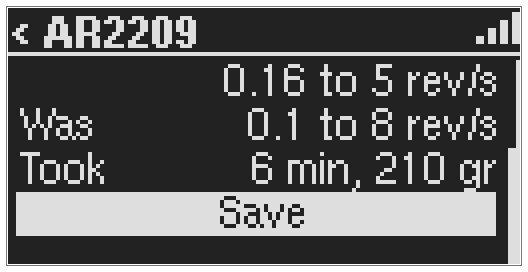 < AR2209
0.16 to 5 rev/s
Was 0.1 to 8 rev/s
Took 6 min, 210 gr
Save